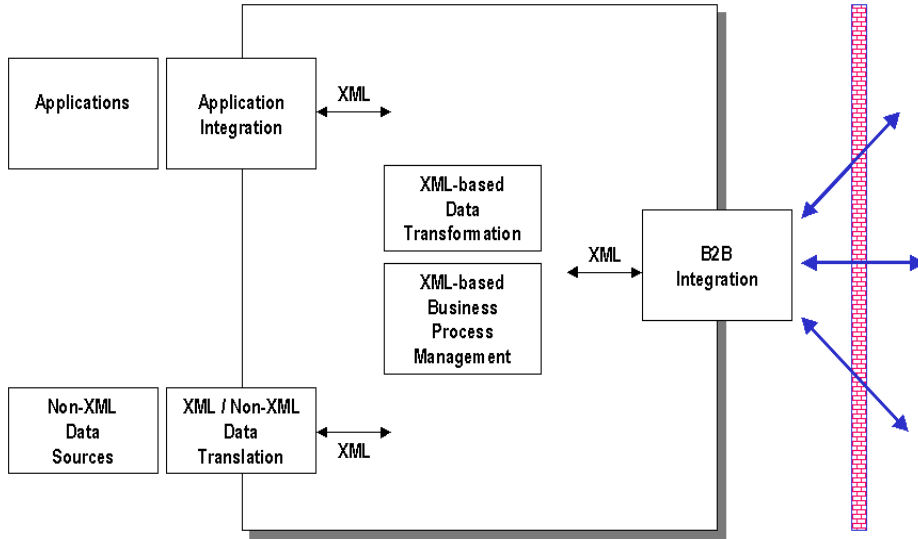 Applications
Application
Integration
XML
XML-based
Data
Transformation
XML-based
Business
Process
Management
XML
B2B
Integration
Non-XML
Data
Sources
XML / Non-XML
Data
Translation
XML